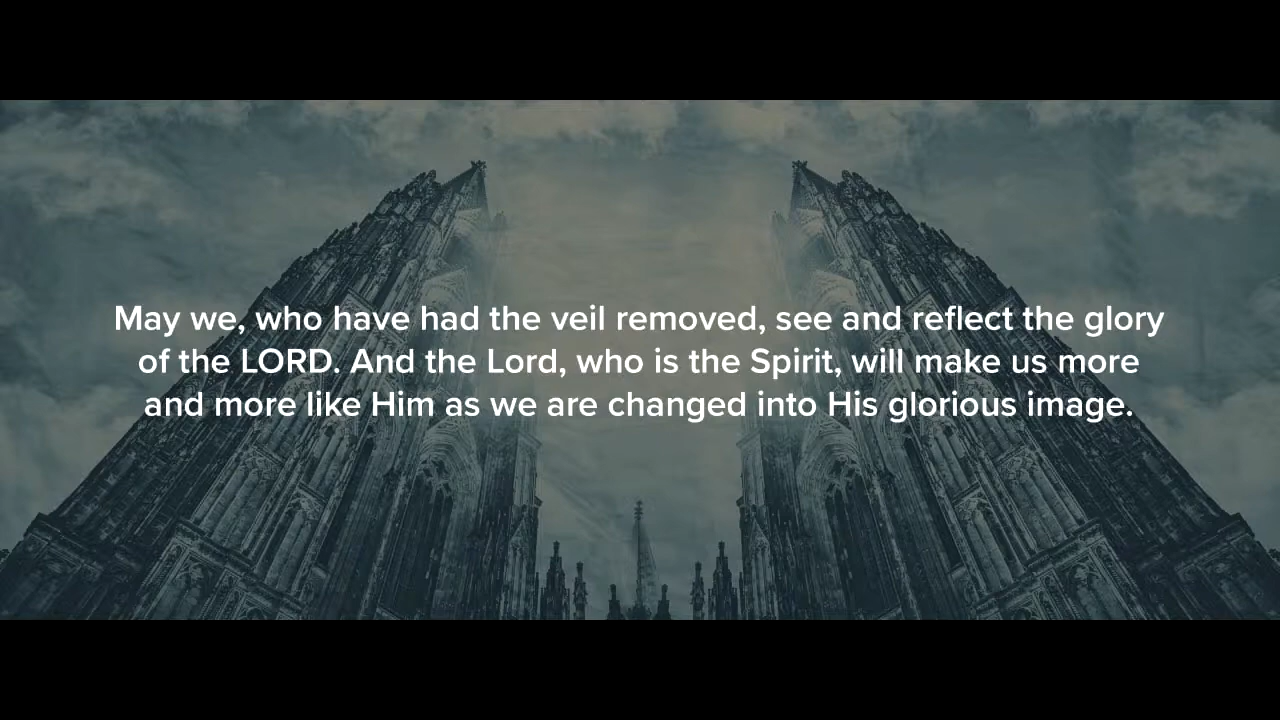 May we, who have had the veil removed, see and reflect the glory
of the LORD. And the Lord, who is the Spirit, will make us more
and more like Him as we are changed into His glorious image.